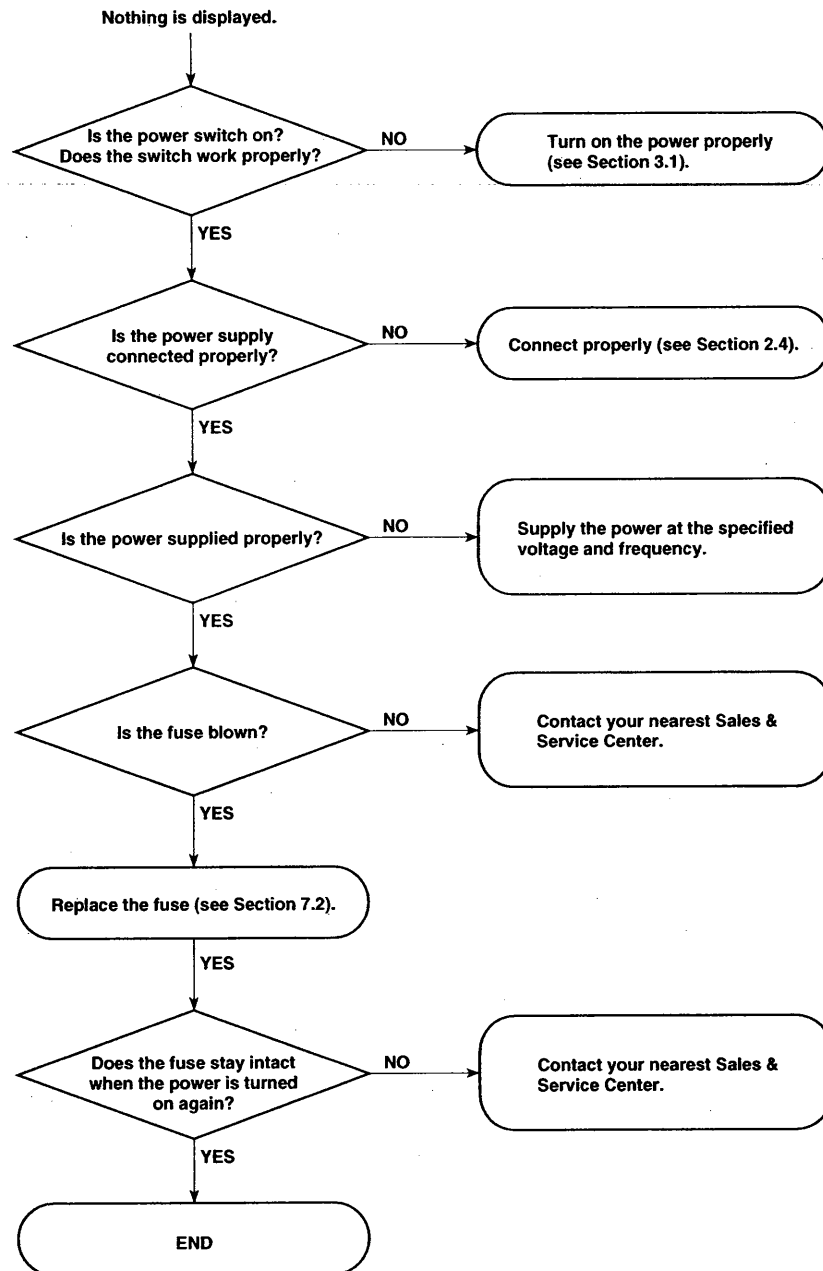 Nothing is displayed.
Is the power switch on?
Does the switch work properly?
NO
Turn on the power properly
(see Section 3.1).
YES
Is the power supply
connected properly?
NO
Connect properly (see Section 2.4).
YES
Is the power supplied properly?
NO
Supply the power at the specified
voltage and frequency.
YES
Is the fuse blown?
NO
Contact your nearest Sales &
Service Center.
YES
Replace the fuse (see Section 7.2).
YES
Does the fuse stay intact
when the power is turned
on again?
NO
Contact your nearest Sales &
Service Center.
YES
END